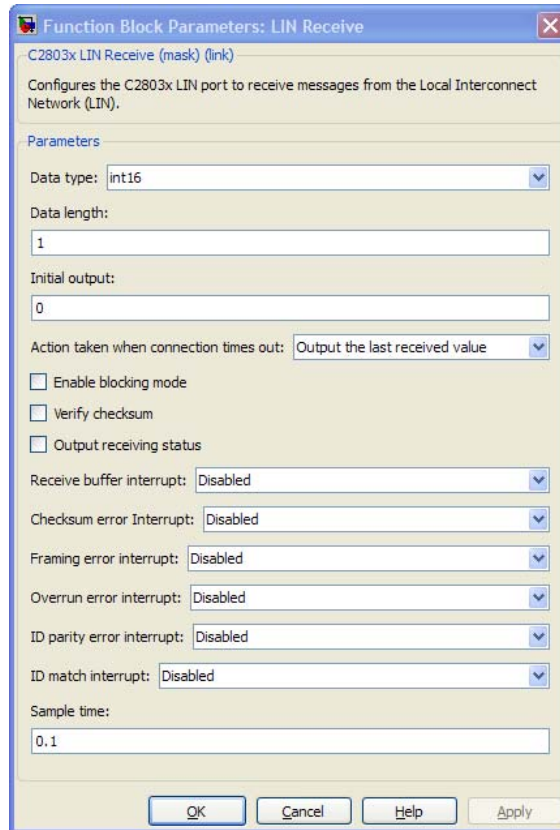 Function Block Parameters: LIN Receive
C2803x LIN Receive (mask) (link)
Configures the C2803x LIN port to receive messages from the Local Interconnect
Network (LIN).
Parameters
Data type: int16
Data length:
1
Initial output:
0
Action taken when connection times out: Output the last received value
Enable blocking mode
Verify checksum
Output receiving status
Receive buffer interrupt: Disabled
Checksum error Interrupt: Disabled
Framing error interrupt: Disabled
Overrun error interrupt: Disabled
ID parity error interrupt: Disabled
ID match interrupt: Disabled
Sample time:
0.1
OK Cancel Help Apply